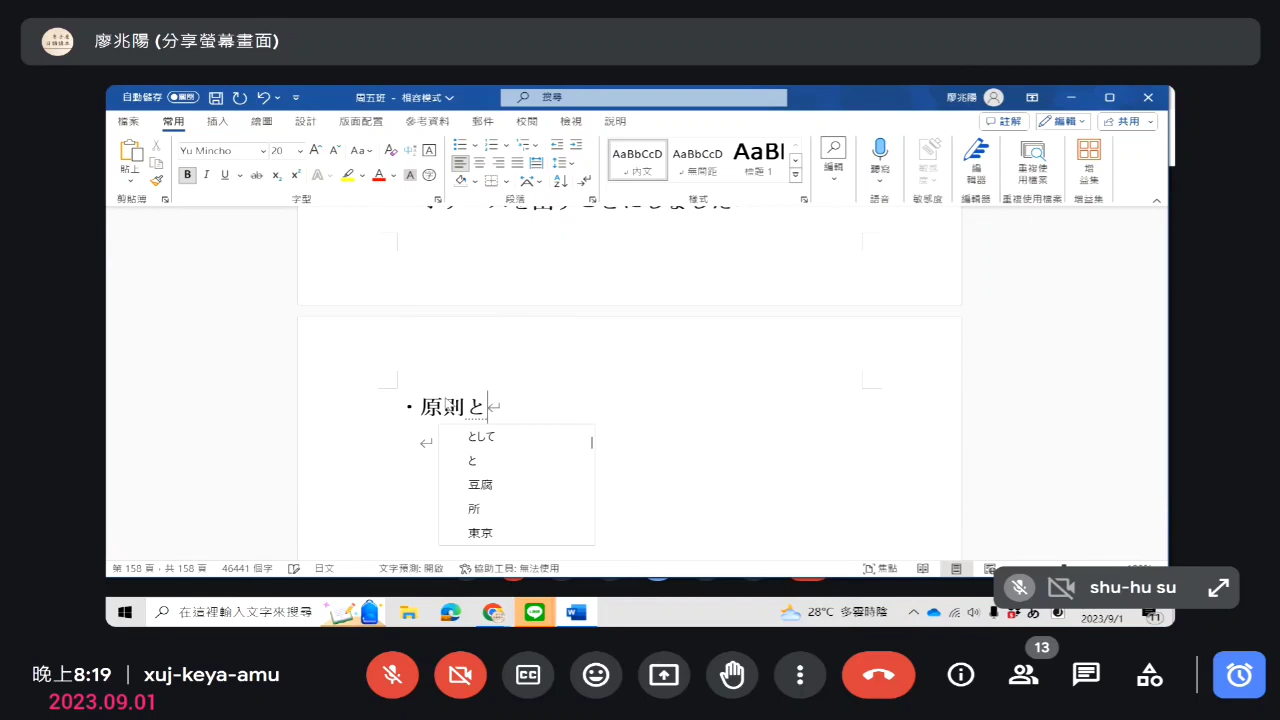 廖兆陽 (分享螢幕畫面)
自動儲存 周五班 - 相容模式 搜尋 廖兆陽
檔案 常用 插入 繪圖 設計 版面配置 參考資料 郵件 校閱 檢視 說明 註解 編輯 共用
Yu Mincho 20 AaBbCcD AaBbCcD AaBl
貼上 內文 無間距 標題 1 編輯 聽寫 敏感度 編輯器 重複使用檔案 增益集
剪貼簿 字型 段落 樣式 語音 敏感度 編輯器 重複使用檔案 增益集
・原則と
として
と
豆腐
所
東京
第 158 頁,共 158 頁 46441 個字 日文 文字預測: 開啟 協助工具: 無法使用 焦點
shu-hu su
在這裡輸入文字來搜尋 28°C 多雲時陰 あ 2023/9/1 11
13
晚上8:19 xuj-keya-amu CC
2023.09.01